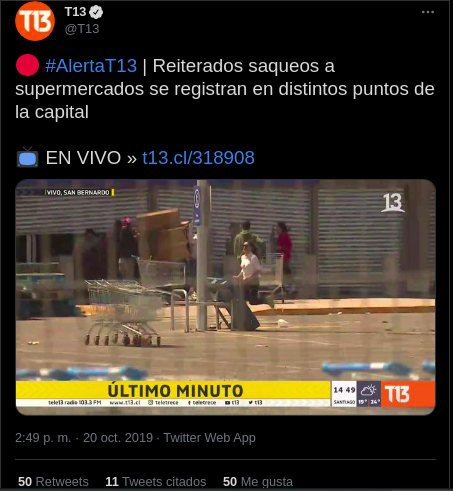 T13
T13
@T13
#AlertaT13 | Reiterados saqueos a
supermercados se registran en distintos puntos de
la capital
EN VIVO » t13.cl/318908
VIVO, SAN BERNARDO
13
ÚLTIMO MINUTO
14 49
SANTIAGO
19° 24°
T13
tele13 radio 103.3 FM www.t13.cl teletrece teletrece t13 t13
2:49 p. m. · 20 oct. 2019 · Twitter Web App
50 Retweets 11 Tweets citados 50 Me gusta